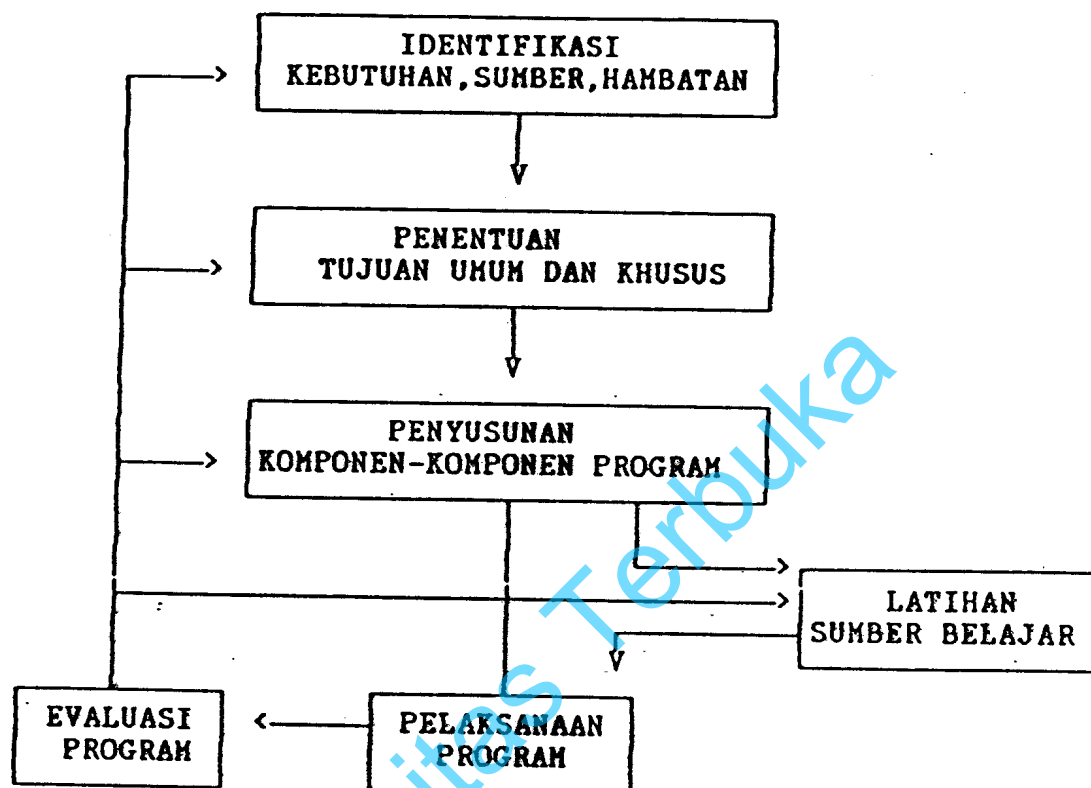 IDENTIFIKASI
KEBUTUHAN,SUMBER,HAMBATAN
PENENTUAN
TUJUAN UMUM DAN KHUSUS
PENYUSUNAN
KOMPONEN-KOMPONEN PROGRAM
LATIHAN
SUMBER BELAJAR
EVALUASI
PROGRAM
PELAKSANAAN
PROGRAM
itas Terbuka